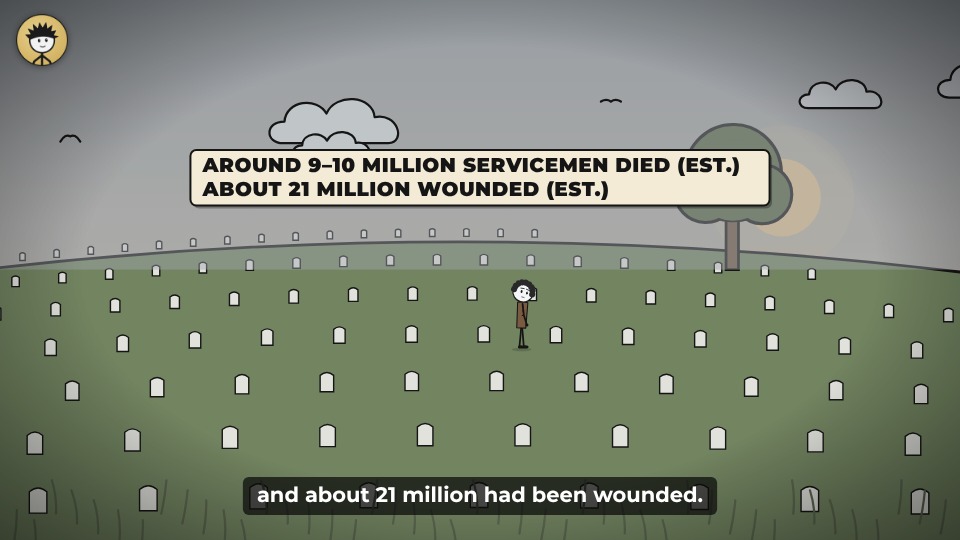 AROUND 9–10 MILLION SERVICEMEN DIED (EST.)
ABOUT 21 MILLION WOUNDED (EST.)
and about 21 million had been wounded.